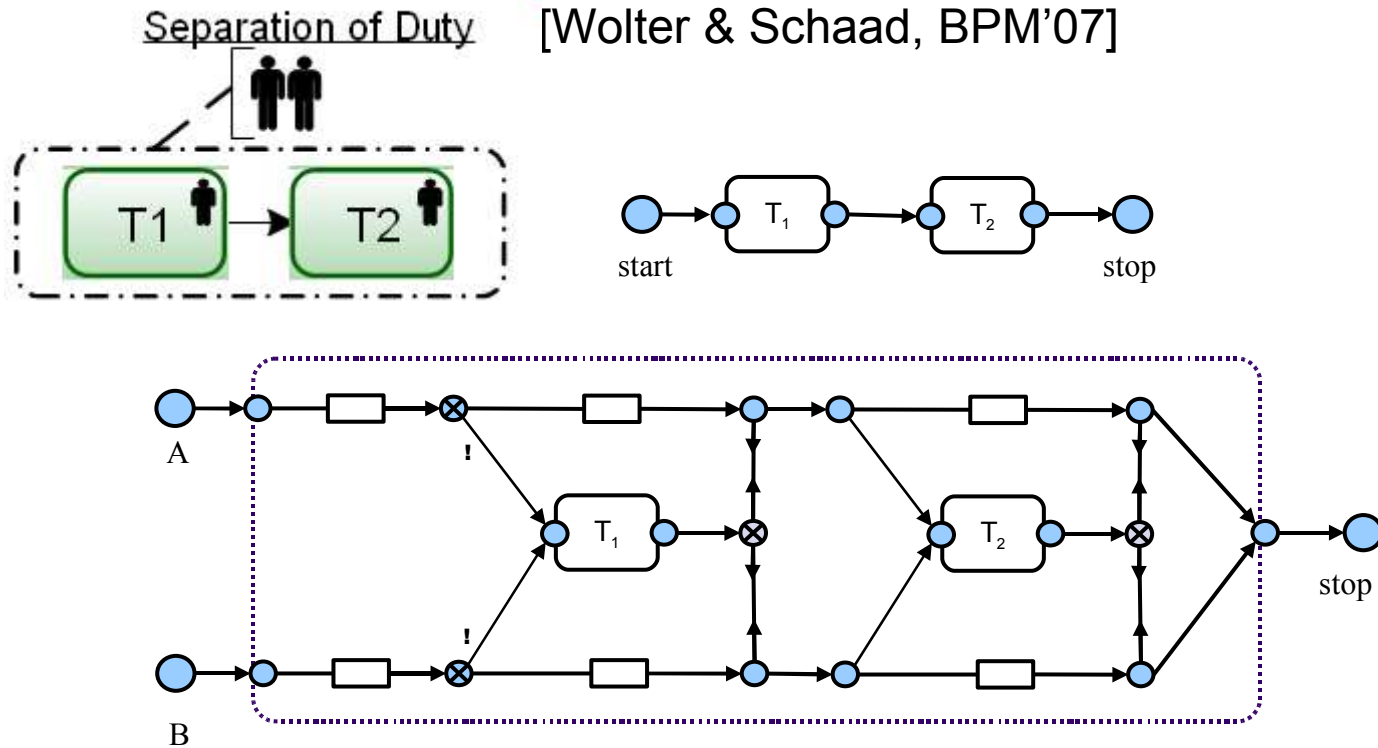 Separation of Duty
[Wolter & Schaad, BPM'07]
T1
T2
T1
T2
start
stop
A
!
T1
T2
!
stop
B